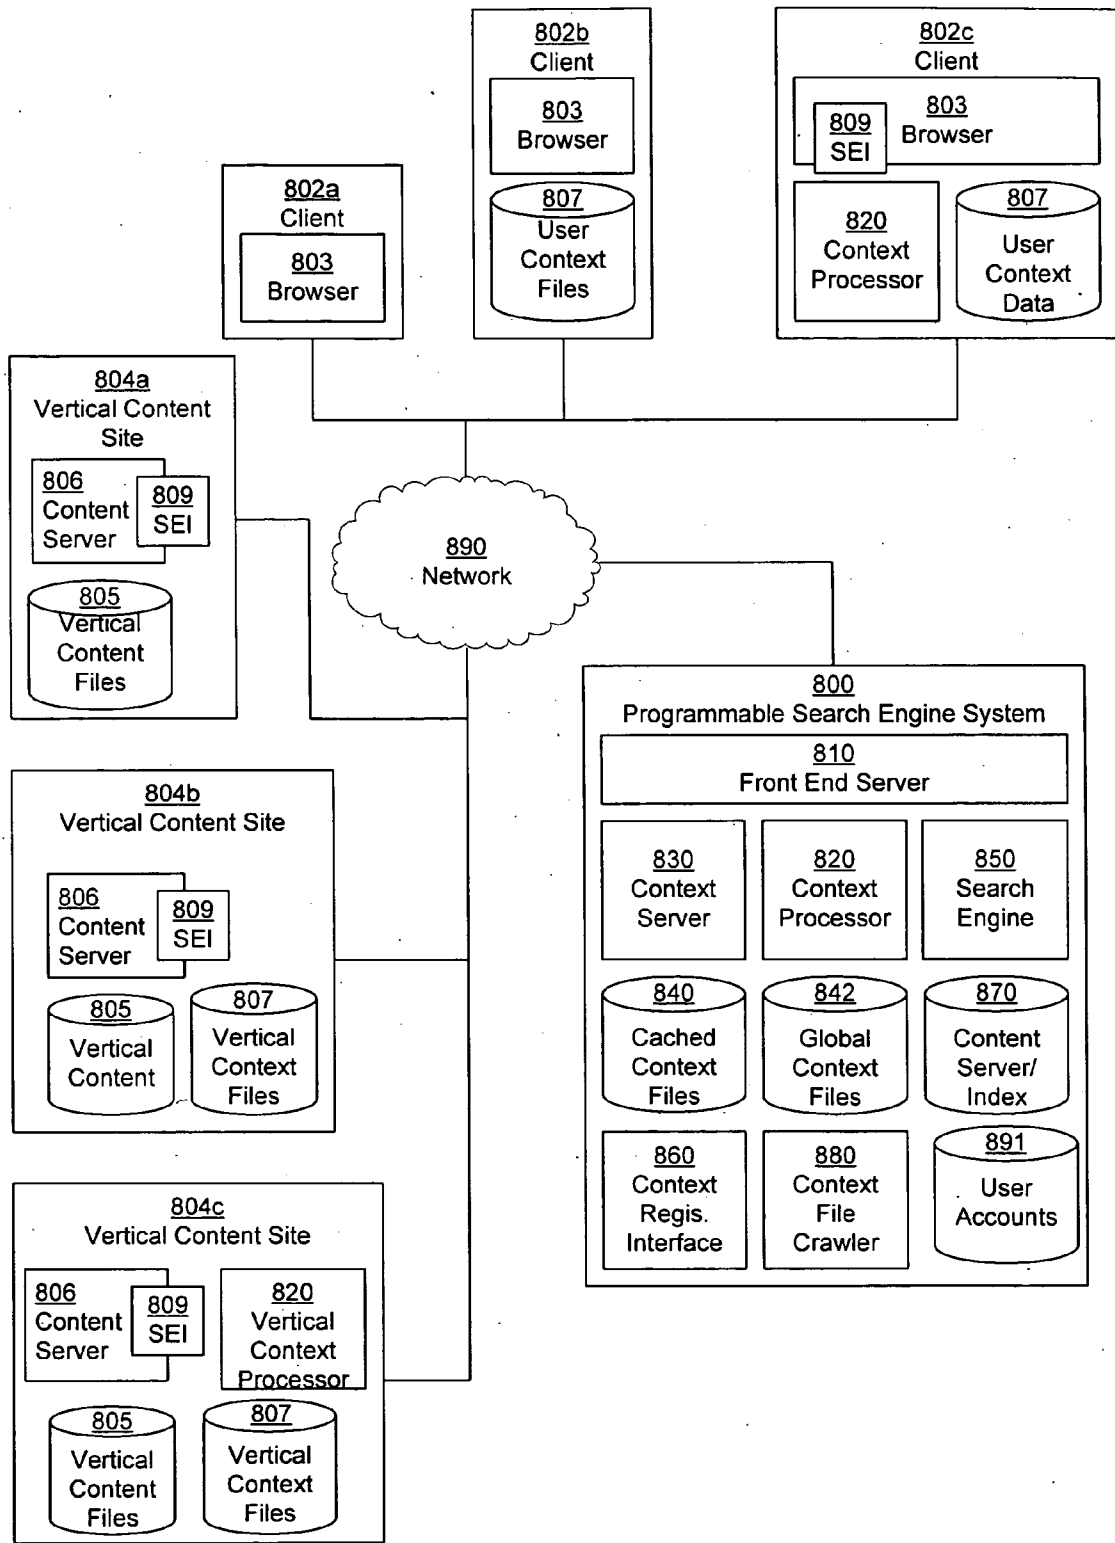 802a
Client
803
Browser
802b
Client
803
Browser
807
User
Context
Files
802c
Client
803
Browser
809
SEI
820
Context
Processor
807
User
Context
Data
804a
Vertical Content
Site
806
Content
Server
809
SEI
805
Vertical
Content
Files
890
Network
804b
Vertical Content Site
806
Content
Server
809
SEI
805
Vertical
Content
807
Vertical
Context
Files
804c
Vertical Content Site
806
Content
Server
809
SEI
820
Vertical
Context
Processor
805
Vertical
Content
Files
807
Vertical
Context
Files
800
Programmable Search Engine System
810
Front End Server
830
Context
Server
820
Context
Processor
850
Search
Engine
840
Cached
Context
Files
842
Global
Context
Files
870
Content
Server/
Index
860
Context
Regis.
Interface
880
Context
File
Crawler
891
User
Accounts